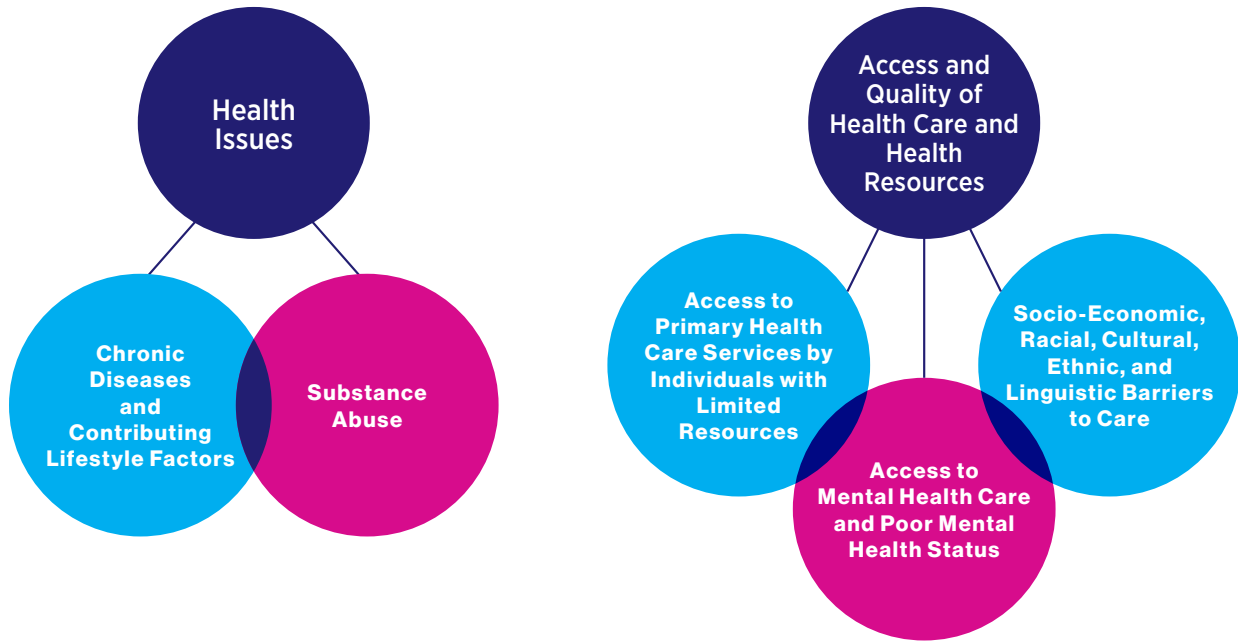 Health
Issues
Chronic
Diseases
and
Contributing
Lifestyle Factors
Substance
Abuse
Access and
Quality of
Health Care and
Health
Resources
Access to
Primary Health
Care Services by
Individuals with
Limited
Resources
Access to
Mental Health Care
and Poor Mental
Health Status
Socio-Economic,
Racial, Cultural,
Ethnic, and
Linguistic Barriers
to Care